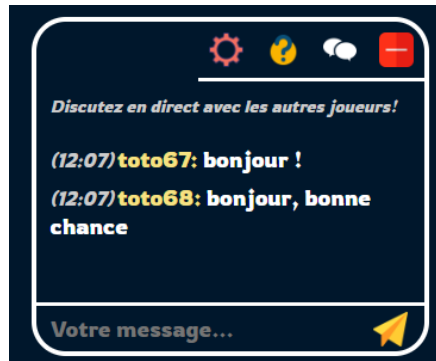 Discutez en direct avec les autres joueurs!
(12:07) toto67: bonjour !
(12:07) toto68: bonjour, bonne
chance
Votre message...